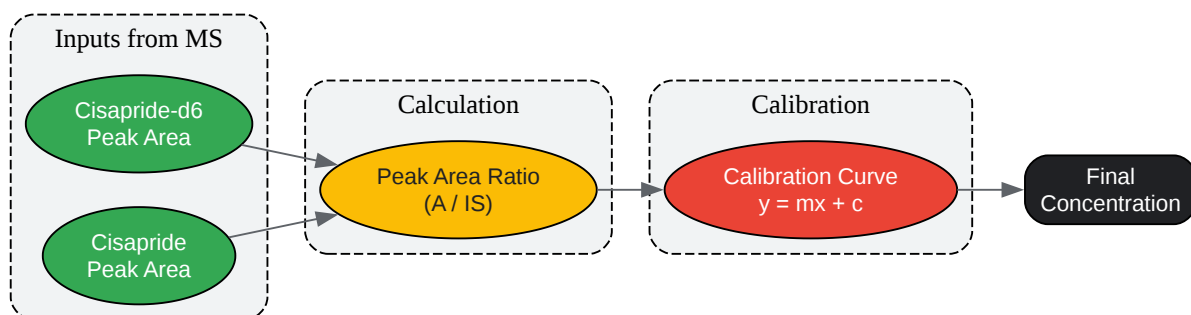 Inputs from MS
Cisapride-d6
Peak Area
Cisapride
Peak Area
Calculation
Peak Area Ratio
(A / IS)
Calibration
Calibration Curve
y = mx + c
Final
Concentration